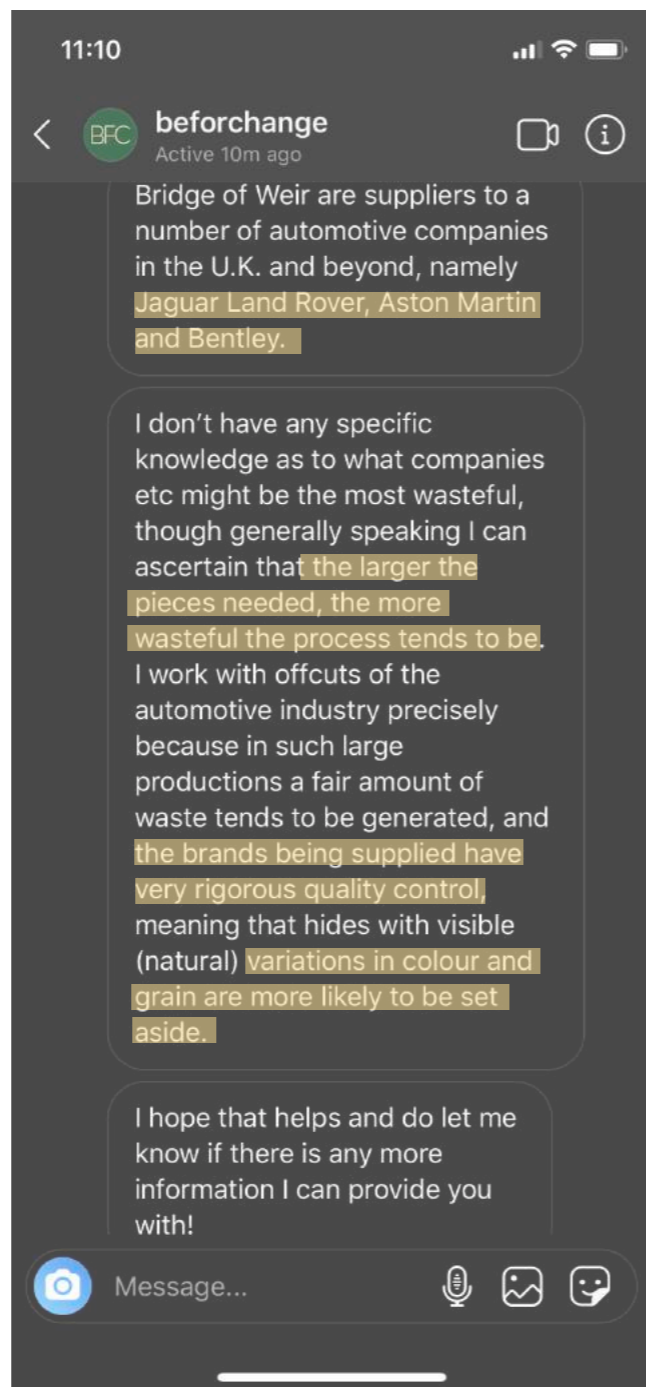 11:10
BFC
beforchange
Active 10m ago
Bridge of Weir are suppliers to a
number of automotive companies
in the U.K. and beyond, namely
Jaguar Land Rover, Aston Martin
and Bentley.
I don’t have any specific
knowledge as to what companies
etc might be the most wasteful,
though generally speaking I can
ascertain that the larger the
pieces needed, the more
wasteful the process tends to be.
I work with offcuts of the
automotive industry precisely
because in such large
productions a fair amount of
waste tends to be generated, and
the brands being supplied have
very rigorous quality control,
meaning that hides with visible
(natural) variations in colour and
grain are more likely to be set
aside.
I hope that helps and do let me
know if there is any more
information I can provide you
with!
Message...